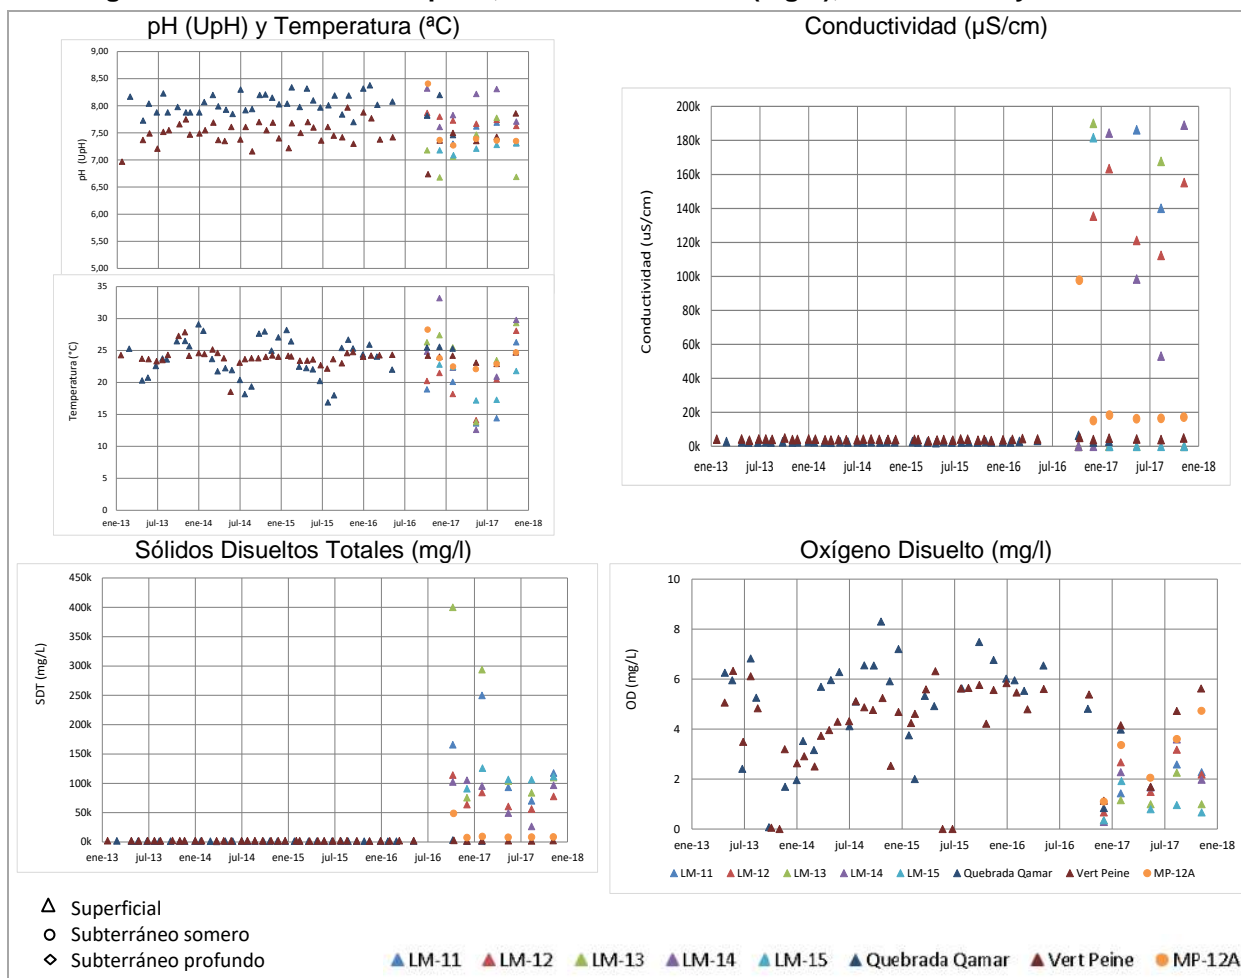 pH (UpH) y Temperatura (ªC)
9,00
8,50
8,00
7,50
7,00
6,50
6,00
5,50
5,00
pH (UpH)
35
30
25
20
15
10
5
0
Temperatura (°C)
ene-13 jul-13 ene-14 jul-14 ene-15 jul-15 ene-16 jul-16 ene-17 jul-17 ene-18
Conductividad (µS/cm)
200k
180k
160k
140k
120k
100k
80k
60k
40k
20k
0k
Conductividad (uS/cm)
ene-13 jul-13 ene-14 jul-14 ene-15 jul-15 ene-16 jul-16 ene-17 jul-17 ene-18
Sólidos Disueltos Totales (mg/l)
450k
400k
350k
300k
250k
200k
150k
100k
50k
0k
SDT (mg/L)
ene-13 jul-13 ene-14 jul-14 ene-15 jul-15 ene-16 jul-16 ene-17 jul-17 ene-18
Oxígeno Disuelto (mg/l)
10
8
6
4
2
0
OD (mg/L)
ene-13 jul-13 ene-14 jul-14 ene-15 jul-15 ene-16 jul-16 ene-17 jul-17 ene-18
LM-11 LM-12 LM-13 LM-14 LM-15 Quebrada Qamar Vert Peine MP-12A
Superficial
Subterráneo somero
Subterráneo profundo
LM-11 LM-12 LM-13 LM-14 LM-15 Quebrada Qamar Vert Peine MP-12A